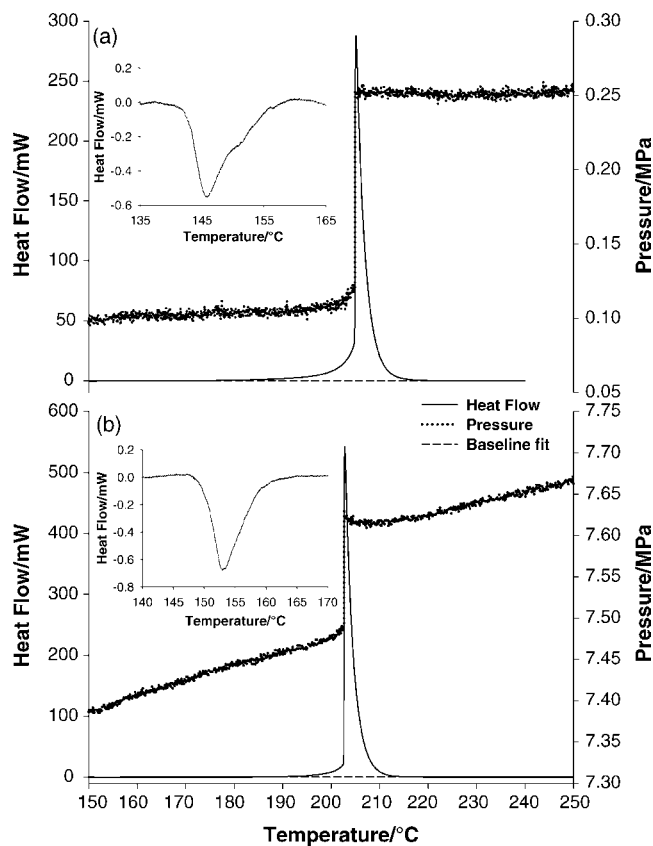 (a)
Heat Flow/mW
300
250
200
150
100
50
0
Pressure/MPa
0.30
0.25
0.20
0.15
0.10
0.05
Heat Flow/mW
0.2
0.0
-0.2
-0.4
-0.6
135 145 155 165
Temperature/°C
(b)
Heat Flow
Pressure
Baseline fit
Heat Flow/mW
600
500
400
300
200
100
0
Pressure/MPa
7.75
7.70
7.65
7.60
7.55
7.50
7.45
7.40
7.35
7.30
Heat Flow/mW
0.2
0.0
-0.2
-0.4
-0.6
-0.8
140 145 150 155 160 165 170
Temperature/°C
150 160 170 180 190 200 210 220 230 240 250
Temperature/°C